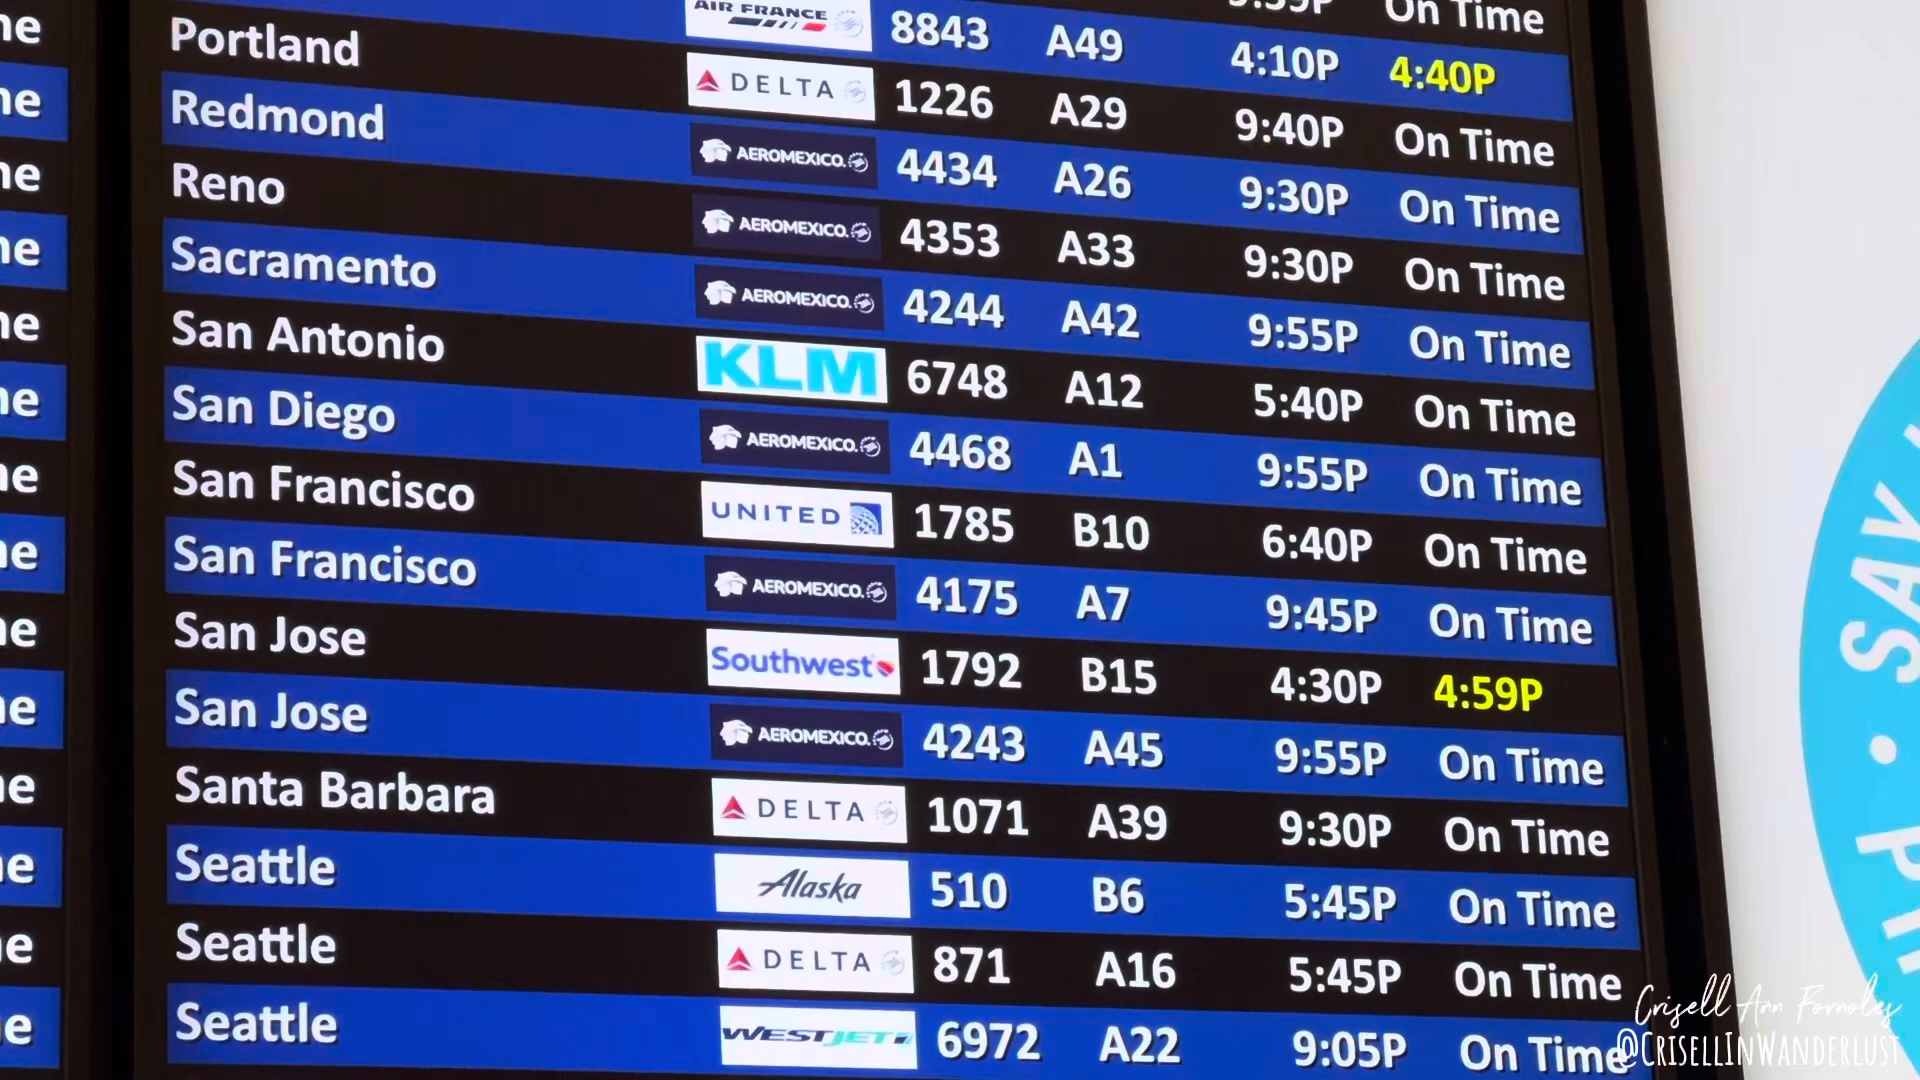 On Time
AIR FRANCE 8843 A49 4:10P 4:40P
Portland DELTA 1226 A29 9:40P On Time
Redmond AEROMEXICO. 4434 A26 9:30P On Time
Reno AEROMEXICO. 4353 A33 9:30P On Time
Sacramento AEROMEXICO. 4244 A42 9:55P On Time
San Antonio KLM 6748 A12 5:40P On Time
San Diego AEROMEXICO. 4468 A1 9:55P On Time
San Francisco UNITED 1785 B10 6:40P On Time
San Francisco AEROMEXICO. 4175 A7 9:45P On Time
San Jose Southwest 1792 B15 4:30P 4:59P
San Jose AEROMEXICO. 4243 A45 9:55P On Time
Santa Barbara DELTA 1071 A39 9:30P On Time
Seattle Alaska 510 B6 5:45P On Time
Seattle DELTA 871 A16 5:45P On Time
Seattle WESTJET 6972 A22 9:05P On Time
SAY
Crisell Ann Fornoles
@CRISELLINWANDERLUST